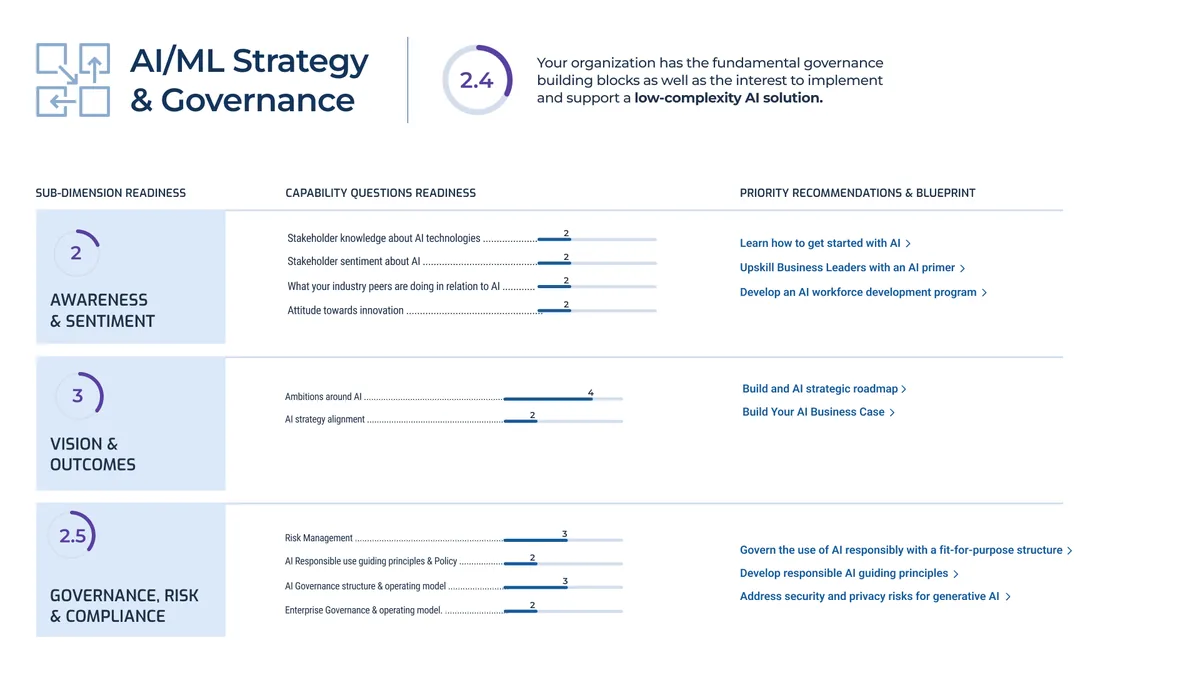 AI/ML Strategy
& Governance
2.4
Your organization has the fundamental governance
building blocks as well as the interest to implement
and support a low-complexity AI solution.
SUB-DIMENSION READINESS
CAPABILITY QUESTIONS READINESS
PRIORITY RECOMMENDATIONS & BLUEPRINT
2
AWARENESS
& SENTIMENT
Stakeholder knowledge about AI technologies .................... 2
Stakeholder sentiment about AI ........................................ 2
What your industry peers are doing in relation to AI ............ 2
Attitude towards innovation .............................................. 2
Learn how to get started with AI >
Upskill Business Leaders with an AI primer >
Develop an AI workforce development program >
3
VISION &
OUTCOMES
Ambitions around AI ..................................................... 4
AI strategy alignment .................................................... 2
Build and AI strategic roadmap >
Build Your AI Business Case >
2.5
GOVERNANCE, RISK
& COMPLIANCE
Risk Management ........................................................ 3
AI Responsible use guiding principles & Policy ................. 2
AI Governance structure & operating model ..................... 3
Enterprise Governance & operating model. ...................... 2
Govern the use of AI responsibly with a fit-for-purpose structure >
Develop responsible AI guiding principles >
Address security and privacy risks for generative AI >